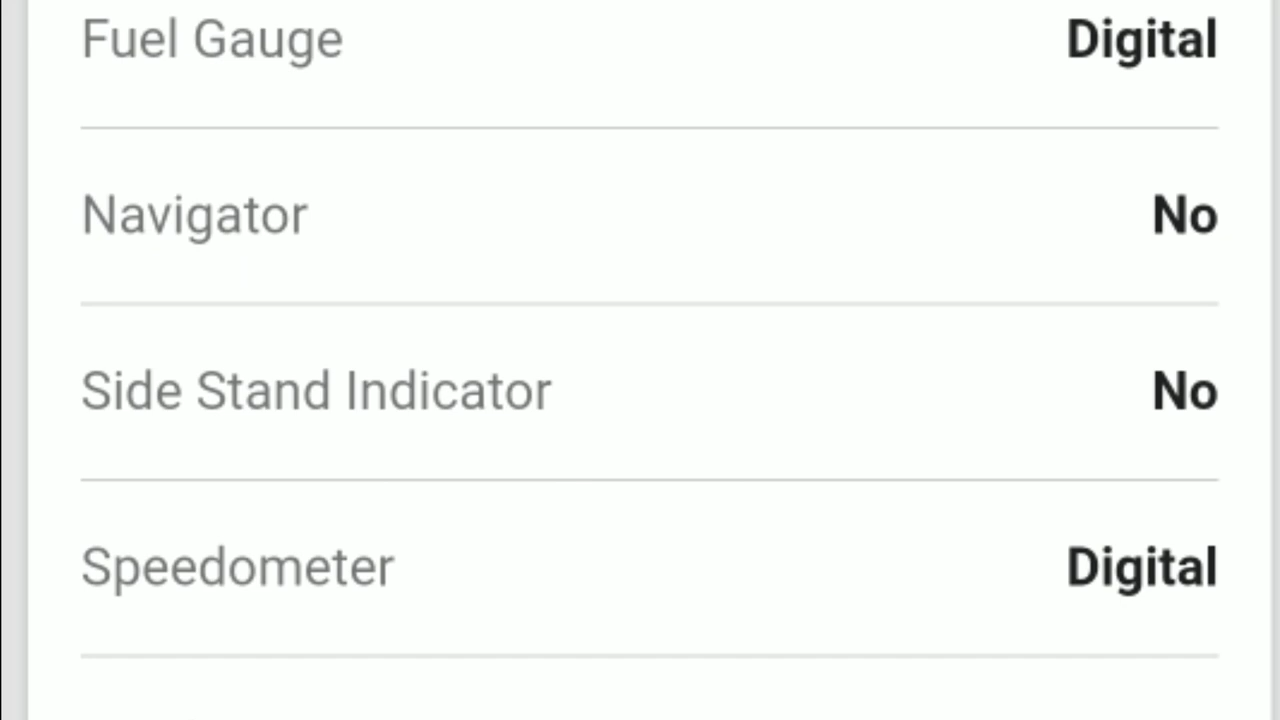 Fuel Gauge Digital
Navigator No
Side Stand Indicator No
Speedometer Digital